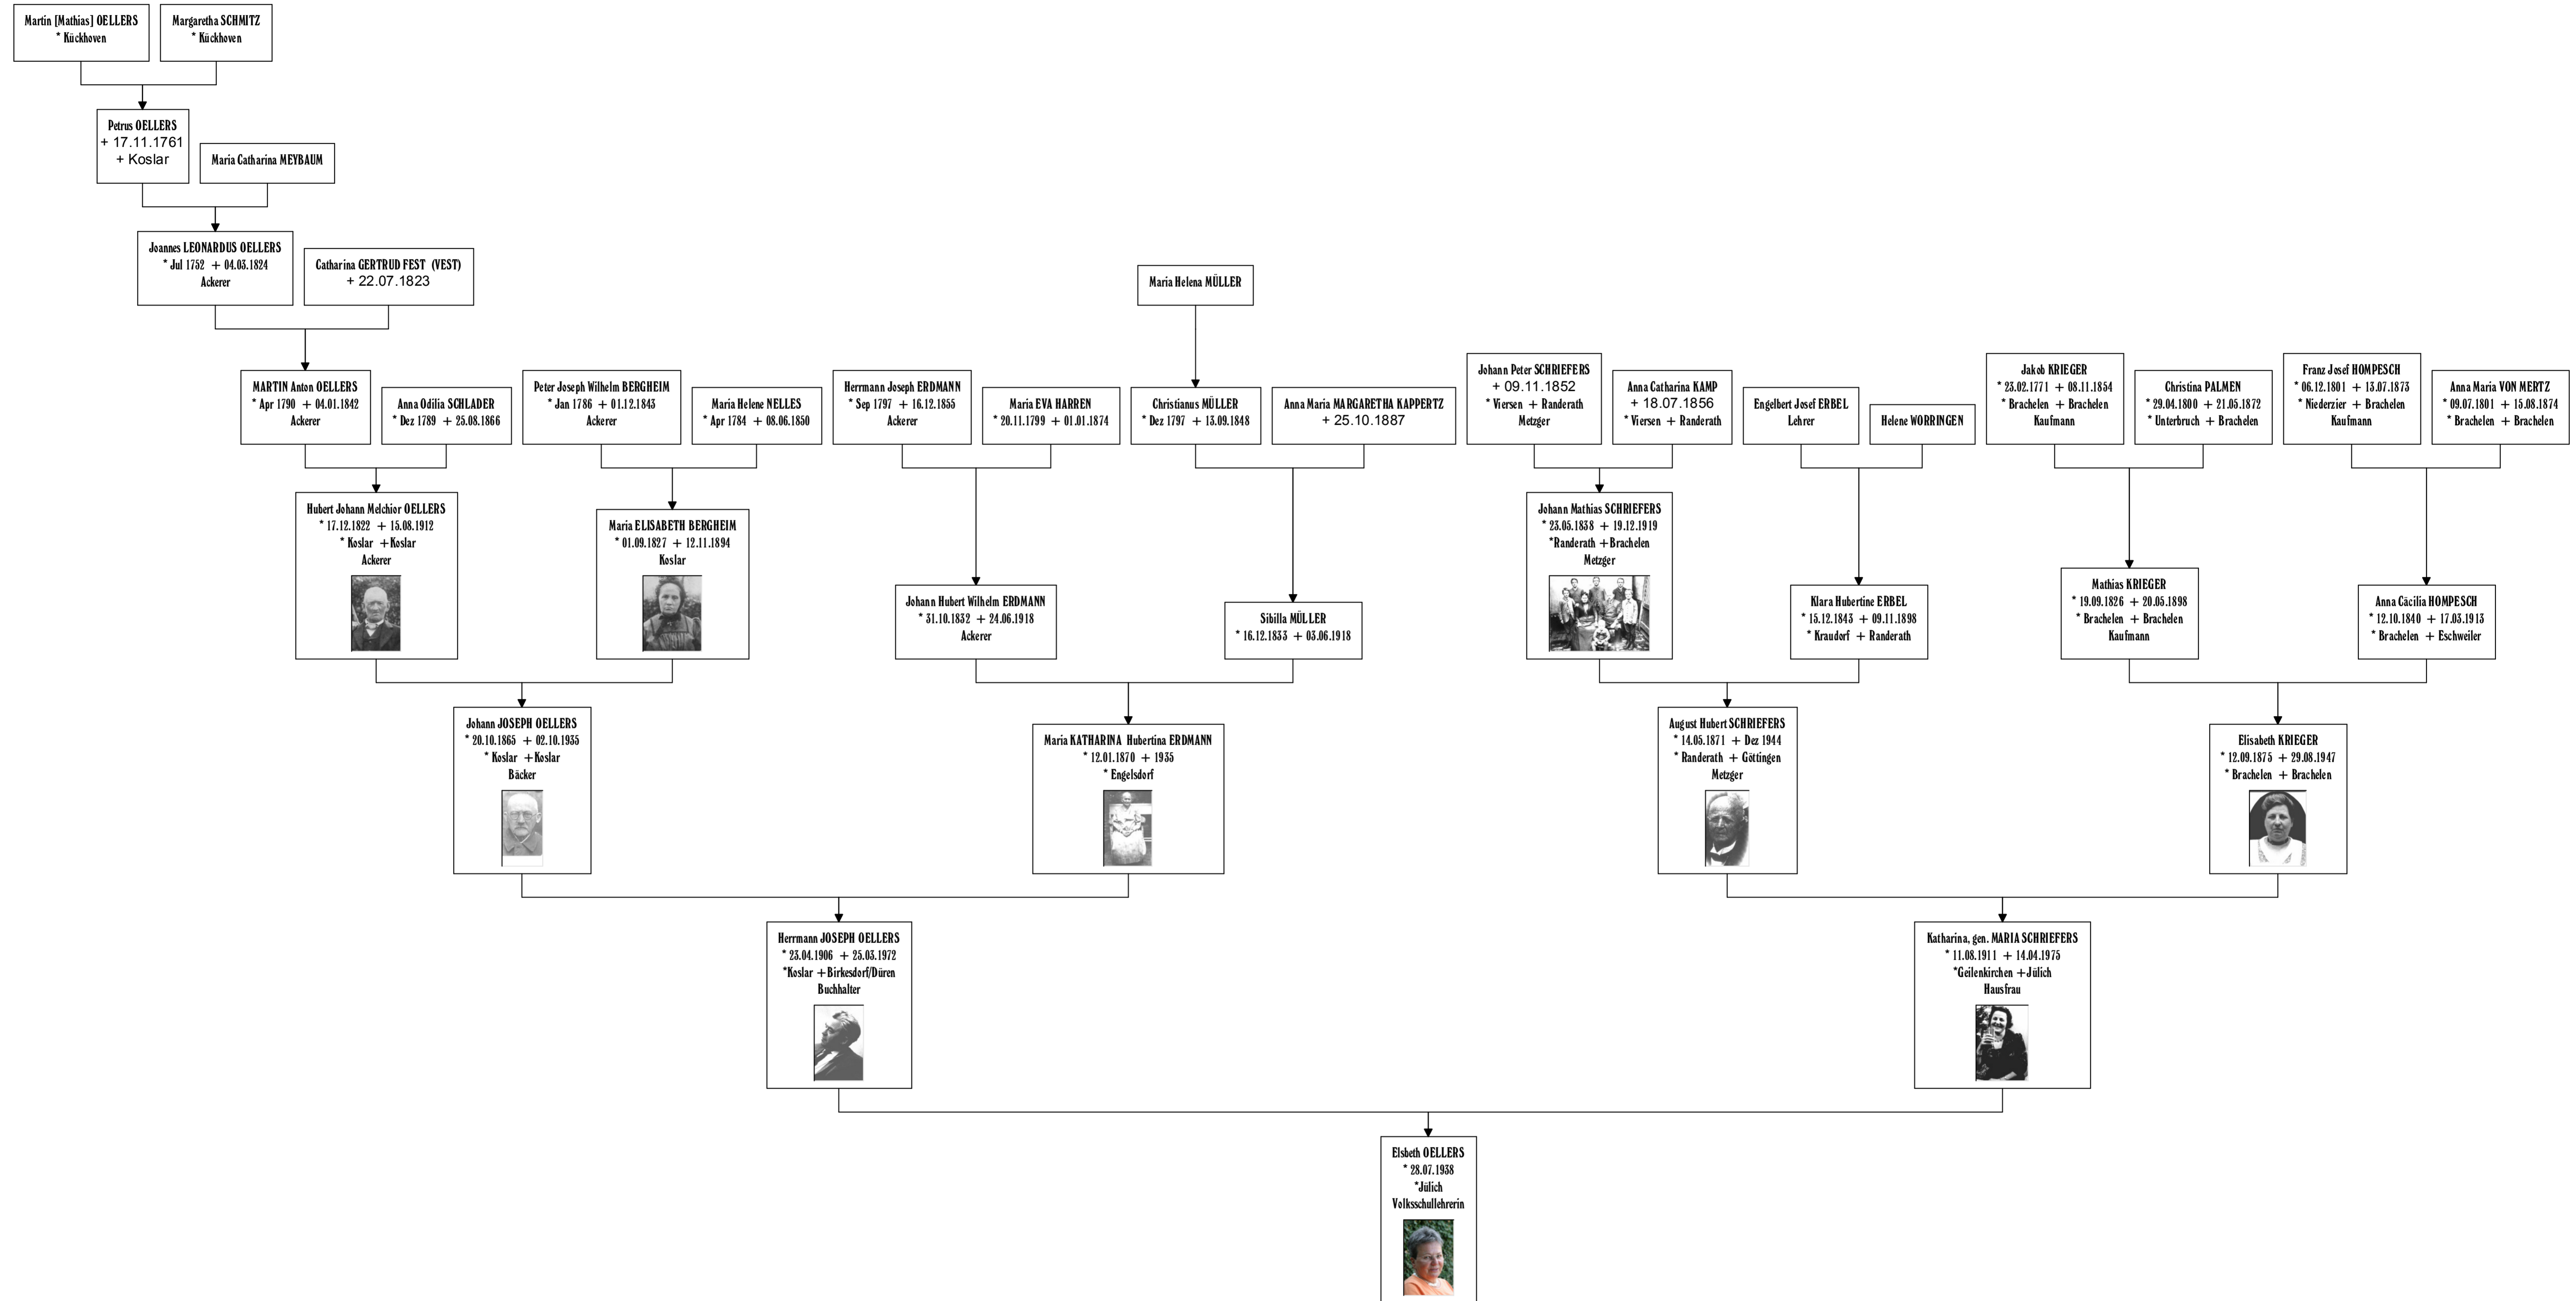 Martin [Mathias] OELLERS
* Kückhoven
Margaretha SCHMITZ
* Kückhoven
Petrus OELLERS
+ 17.11.1761
+ Koslar
Maria Catharina MEYBAUM
Joannes LEONARDUS OELLERS
* Jul 1752 + 04.03.1824
Ackerer
Catharina GERTRUD FEST (VEST)
+ 22.07.1823
Maria Helena MÜLLER
MARTIN Anton OELLERS
* Apr 1790 + 04.01.1842
Ackerer
Anna Odilia SCHLADER
* Dez 1789 + 25.08.1866
Peter Joseph Wilhelm BERGHEIM
* Jan 1786 + 01.12.1843
Ackerer
Maria Helene NELLES
* Apr 1784 + 08.06.1850
Herrmann Joseph ERDMANN
* Sep 1797 + 16.12.1855
Ackerer
Maria EVA HARREN
* 20.11.1799 + 01.01.1874
Christianus MÜLLER
* Dez 1797 + 13.09.1848
Anna Maria MARGARETHA KAPPERTZ
+ 25.10.1887
Johann Peter SCHRIEFERS
+ 09.11.1852
* Viersen + Randerath
Metzger
Anna Catharina KAMP
+ 18.07.1856
* Viersen + Randerath
Engelbert Josef ERBEL
Lehrer
Helene WORRINGEN
Jakob KRIEGER
* 23.02.1771 + 08.11.1854
* Brachelen + Brachelen
Kaufmann
Christina PALMEN
* 29.04.1800 + 21.05.1872
* Unterbruch + Brachelen
Franz Josef HOMPESCH
* 06.12.1801 + 13.07.1873
* Niederzier + Brachelen
Kaufmann
Anna Maria VON MERTZ
* 09.07.1801 + 15.08.1874
* Brachelen + Brachelen
Hubert Johann Melchior OELLERS
* 17.12.1822 + 15.08.1912
* Koslar +Koslar
Ackerer
Maria ELISABETH BERGHEIM
* 01.09.1827 + 12.11.1894
Koslar
Johann Hubert Wilhelm ERDMANN
* 31.10.1832 + 24.06.1918
Ackerer
Sibilla MÜLLER
* 16.12.1833 + 03.06.1918
Johann Mathias SCHRIEFERS
* 23.05.1838 + 19.12.1919
*Randerath +Brachelen
Metzger
Klara Hubertine ERBEL
* 15.12.1843 + 09.11.1898
* Kraudorf + Randerath
Mathias KRIEGER
* 19.09.1826 + 20.05.1898
* Brachelen + Brachelen
Kaufmann
Anna Cäcilia HOMPESCH
* 12.10.1840 + 17.03.1913
* Brachelen + Eschweiler
Johann JOSEPH OELLERS
* 20.10.1865 + 02.10.1935
* Koslar +Koslar
Bäcker
Maria KATHARINA Hubertina ERDMANN
* 12.01.1870 + 1935
* Engelsdorf
August Hubert SCHRIEFERS
* 14.05.1871 + Dez 1944
* Randerath + Göttingen
Metzger
Elisabeth KRIEGER
* 12.09.1875 + 29.08.1947
* Brachelen + Brachelen
Herrmann JOSEPH OELLERS
* 23.04.1906 + 25.03.1972
*Koslar +Birkesdorf/Düren
Buchhalter
Katharina, gen. MARIA SCHRIEFERS
* 11.08.1911 + 14.04.1975
*Geilenkirchen +Jülich
Hausfrau
Elsbeth OELLERS
* 28.07.1938
*Jülich
Volksschullehrerin